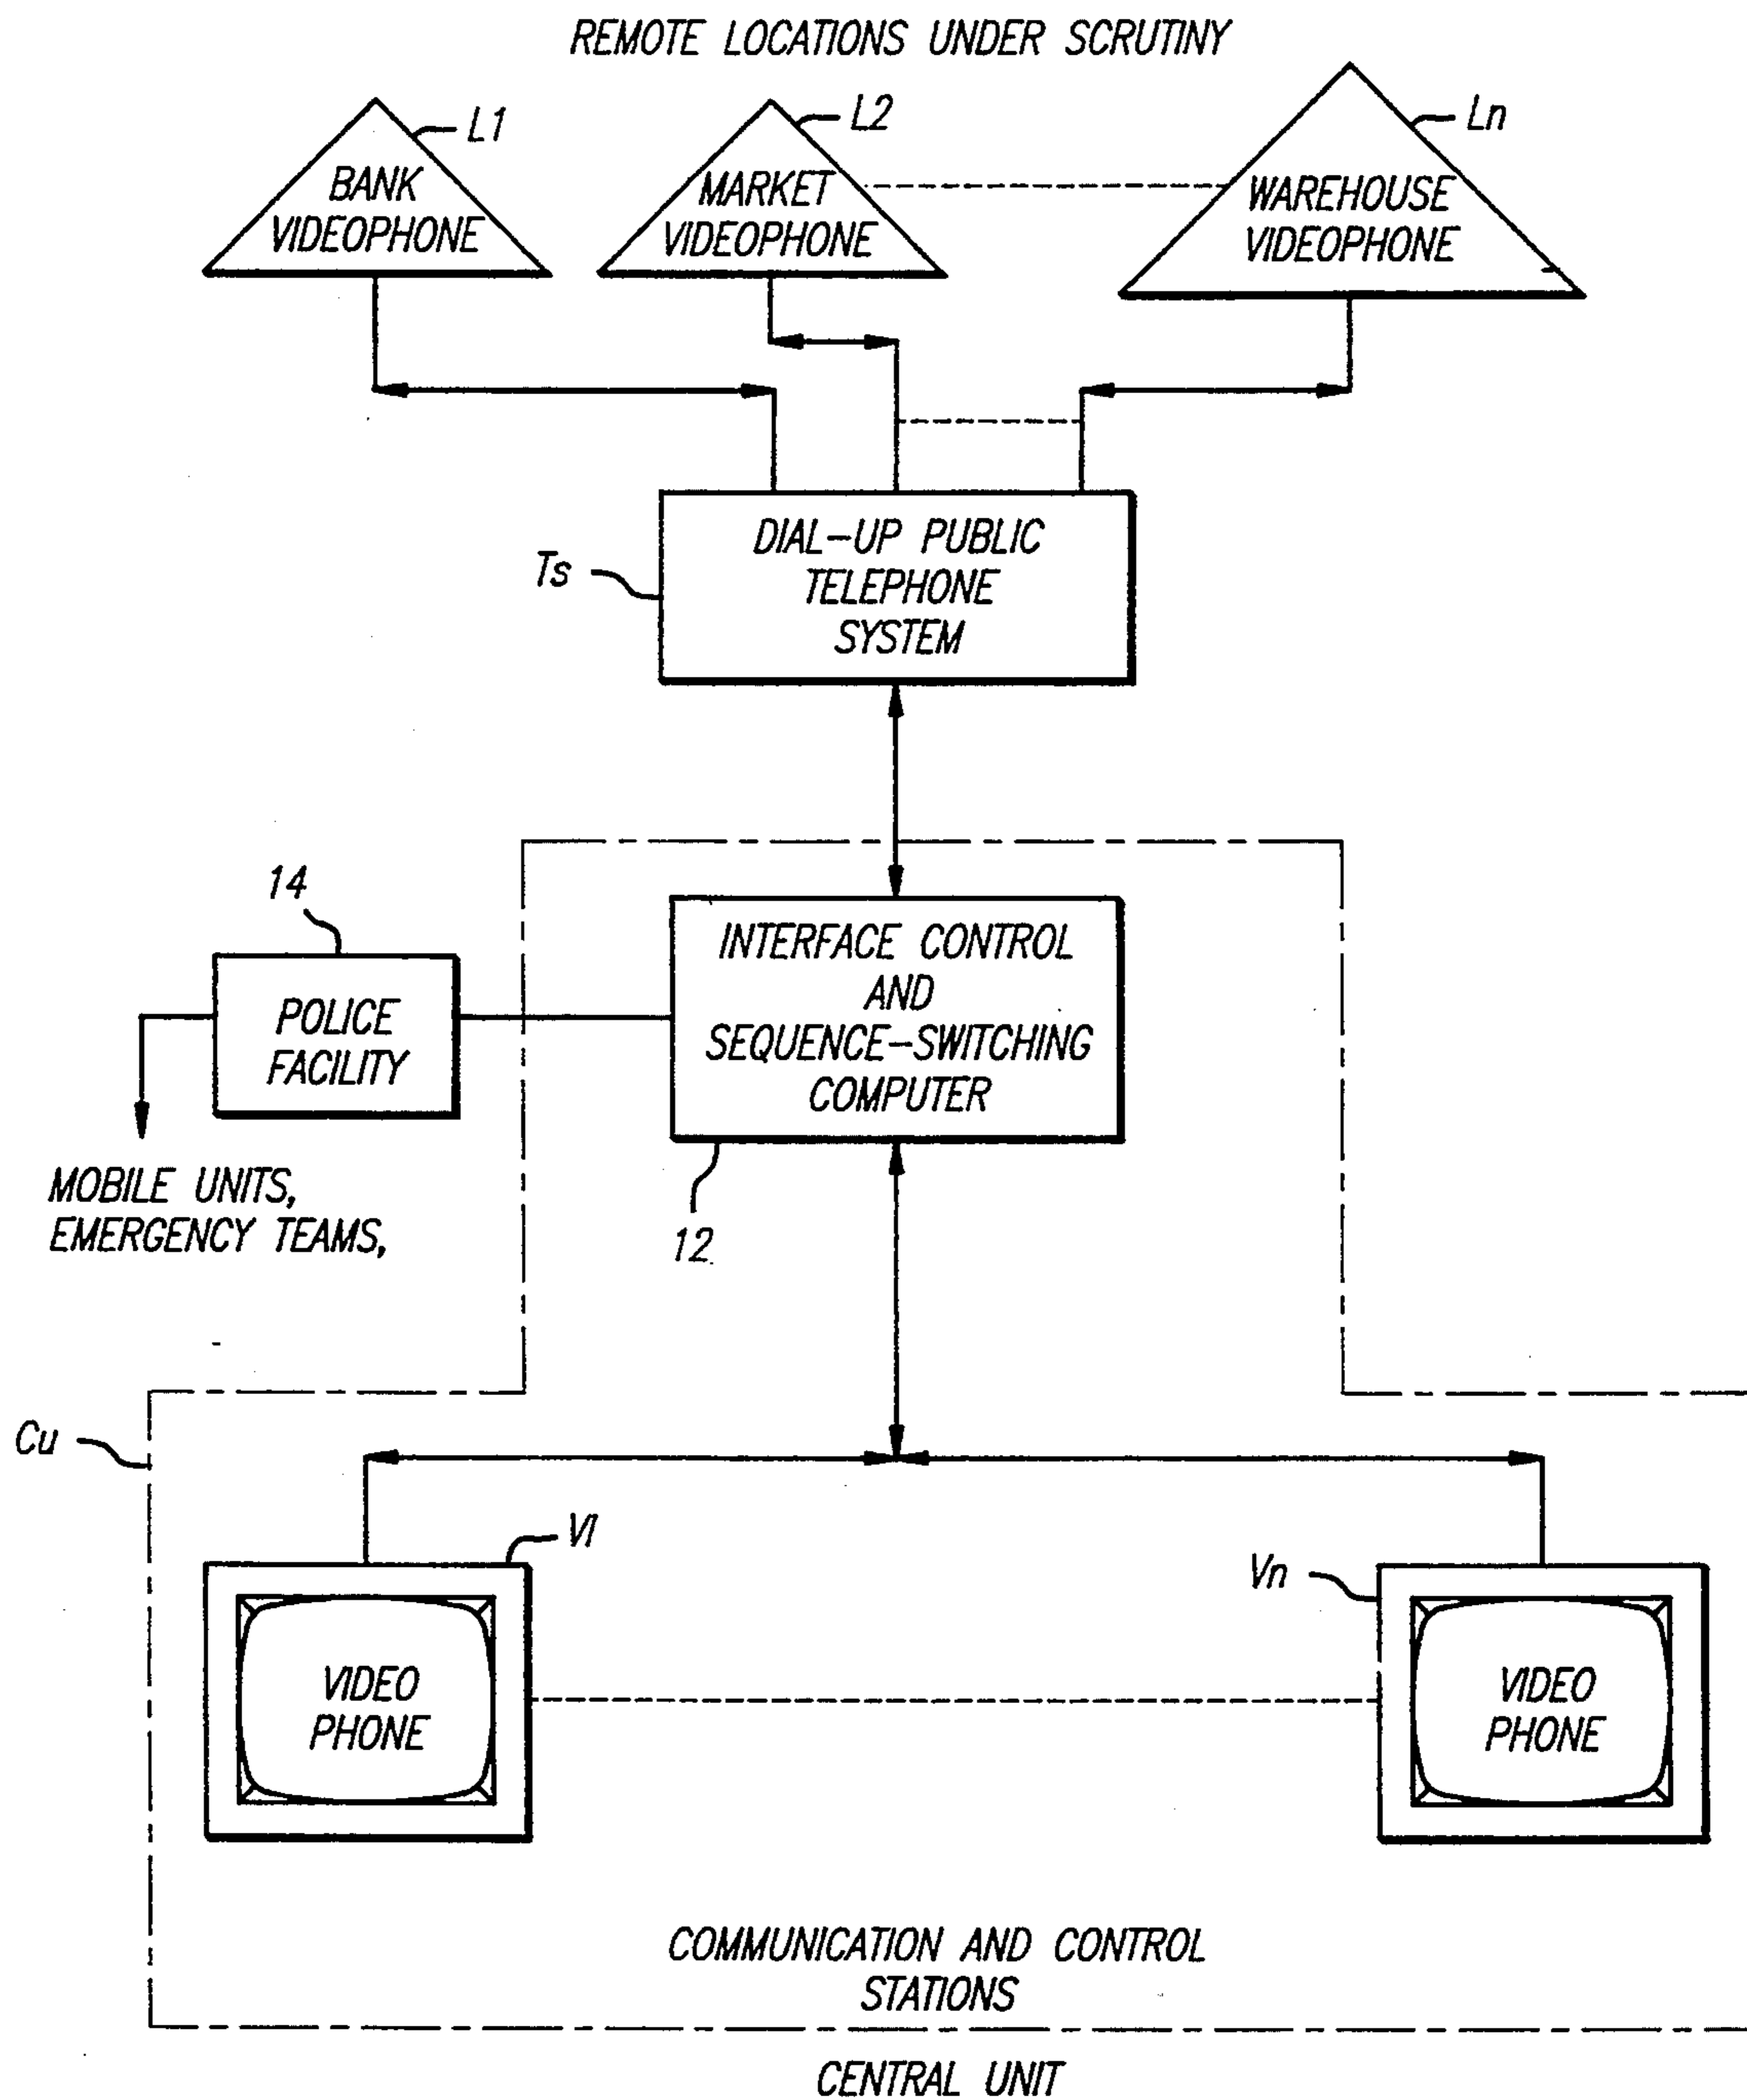 REMOTE LOCATIONS UNDER SCRUTINY
L1
L2
Ln
BANK
VIDEOPHONE
MARKET
VIDEOPHONE
WAREHOUSE
VIDEOPHONE
Ts
DIAL-UP PUBLIC
TELEPHONE
SYSTEM
14
POLICE
FACILITY
INTERFACE CONTROL
AND
SEQUENCE-SWITCHING
COMPUTER
12
MOBILE UNITS,
EMERGENCY TEAMS,
Cu
V1
Vn
VIDEO
PHONE
VIDEO
PHONE
COMMUNICATION AND CONTROL
STATIONS
CENTRAL UNIT